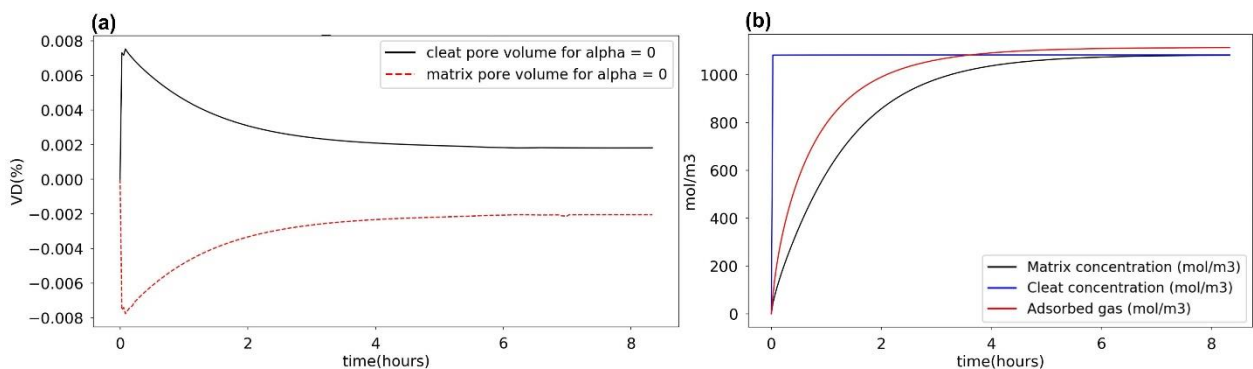 (a)
cleat pore volume for alpha = 0
matrix pore volume for alpha = 0
VD(%)
0.008
0.006
0.004
0.002
0.000
−0.002
−0.004
−0.006
−0.008
0 2 4 6 8
time(hours)
(b)
mol/m3
1000
800
600
400
200
0
Matrix concentration (mol/m3)
Cleat concentration (mol/m3)
Adsorbed gas (mol/m3)
0 2 4 6 8
time(hours)